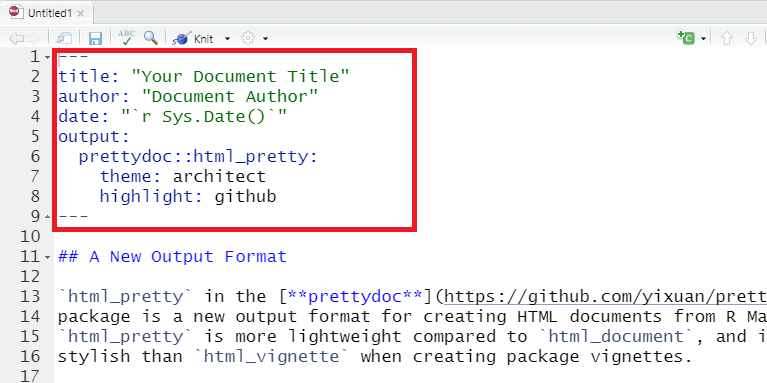 Untitled1
ABC
Knit
1 ---
2 title: "Your Document Title"
3 author: "Document Author"
4 date: "`r Sys.Date()`"
5 output:
6   prettydoc::html_pretty:
7     theme: architect
8     highlight: github
9 ---
10
11 ## A New Output Format
12
13 `html_pretty` in the [**prettydoc**](https://github.com/yixuan/prett
14 package is a new output format for creating HTML documents from R Ma
15 `html_pretty` is more lightweight compared to `html_document`, and i
16 stylish than `html_vignette` when creating package vignettes.
17